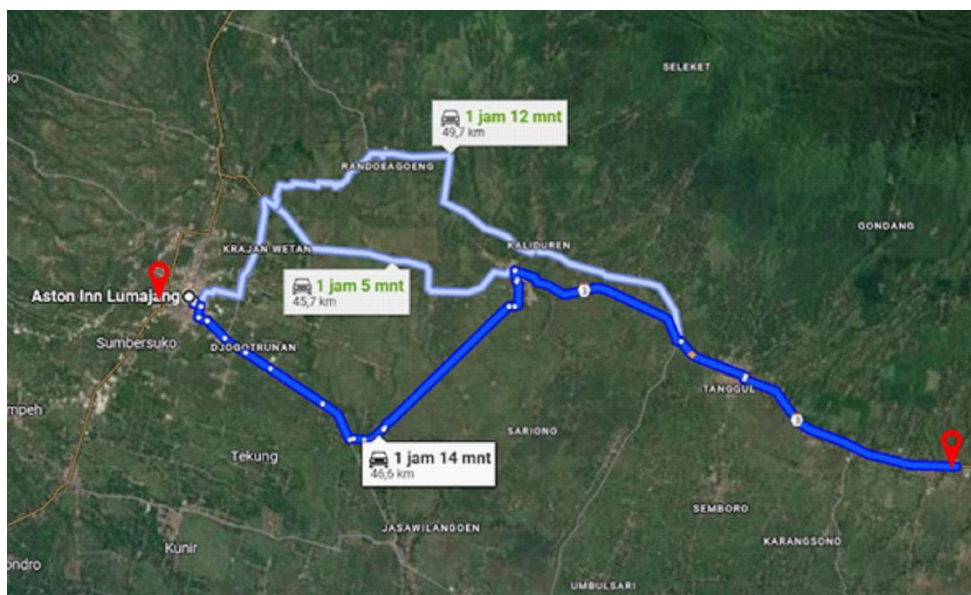 SELEKET
1 jam 12 mnt
49,7 km
RANDOEAGOENG
GONDANG
KRAJAN WETAN
KALIDUREN
1 jam 5 mnt
45,7 km
Aston Inn Lumajang
Sumbersuko
DJOGOTRUNAN
TANGGUL
mpeh
SARIONO
1 jam 14 mnt
46,6 km
Tekung
SEMBORO
JASAWILANGOEN
KARANGSONO
Kunir
ondro
UMBULSARI